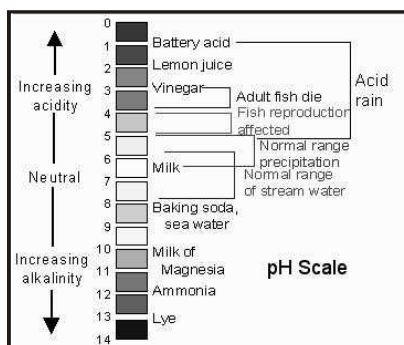 0
1
Battery acid
Increasing
acidity
2
Lemon juice
3
Vinegar
Adult fish die
Acid
rain
4
Fish reproduction
affected
5
Normal range
precipitation
6
Neutral
Milk
Normal range
of stream water
7
8
Baking soda,
sea water
9
Increasing
alkalinity
10
Milk of
Magnesia
pH Scale
11
12
Ammonia
13
Lye
14